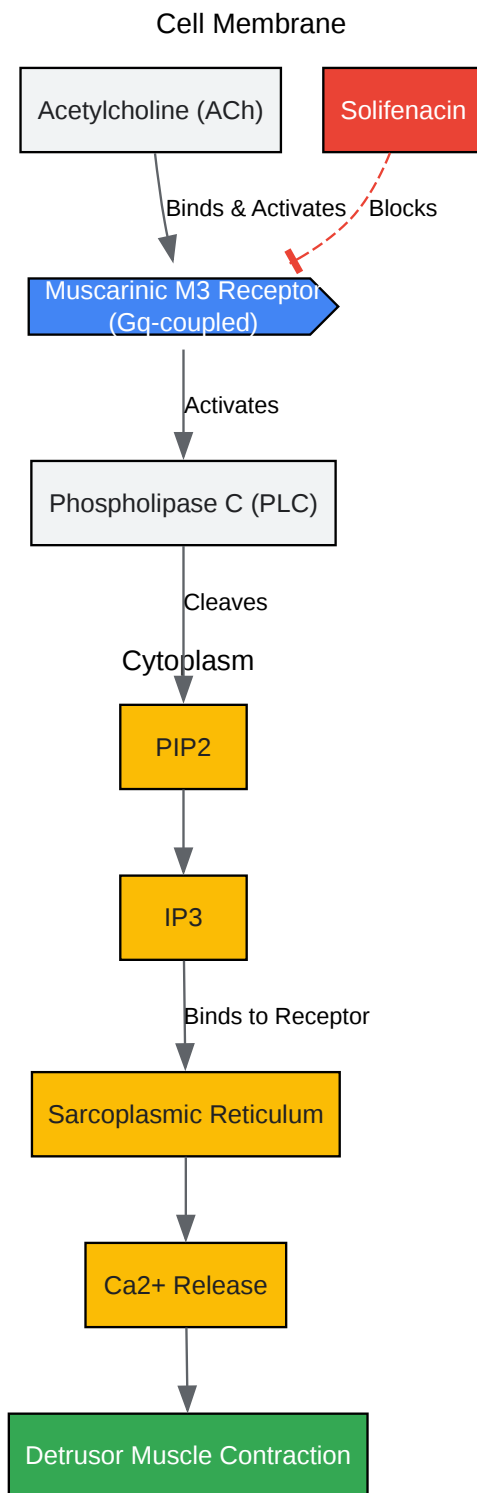 Cell Membrane
Acetylcholine (ACh)
Solifenacin
Binds & Activates
Blocks
Muscarinic M3 Receptor
(Gq-coupled)
Activates
Phospholipase C (PLC)
Cleaves
Cytoplasm
PIP2
IP3
Binds to Receptor
Sarcoplasmic Reticulum
Ca2+ Release
Detrusor Muscle Contraction